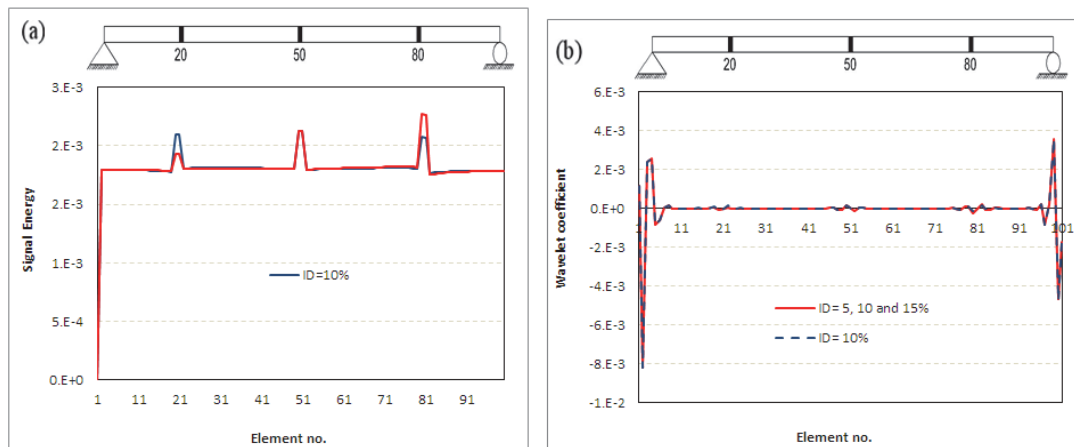 (a)
20 50 80
3.E-3
2.E-3
2.E-3
1.E-3
5.E-4
0.E+0
Signal Energy
ID=10%
1 11 21 31 41 51 61 71 81 91
Element no.
(b)
20 50 80
6.E-3
4.E-3
2.E-3
0.E+0
-2.E-3
-4.E-3
-6.E-3
-8.E-3
-1.E-2
Wavelet coefficient
1 11 21 31 41 51 61 71 81 91 101
ID= 5, 10 and 15%
ID= 10%
Element no.